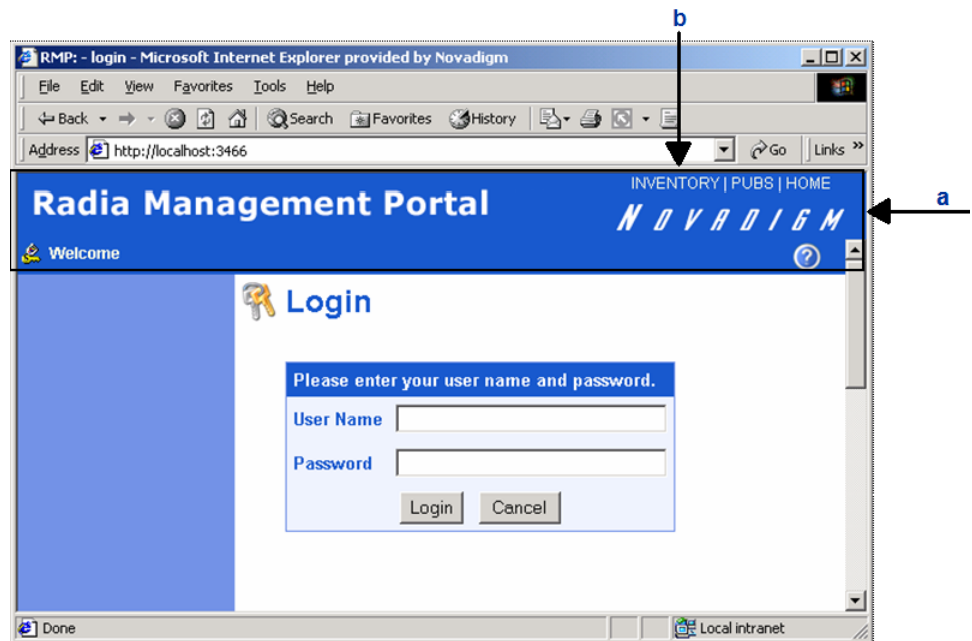 b
RMP: - login - Microsoft Internet Explorer provided by Novadigm
File Edit View Favorites Tools Help
Back Search Favorites History
Address http://localhost:3466 Go Links »
INVENTORY | PUBS | HOME
Radia Management Portal
NOVADIGM
a
Welcome
?
Login
Please enter your user name and password.
User Name
Password
Login Cancel
Done Local intranet